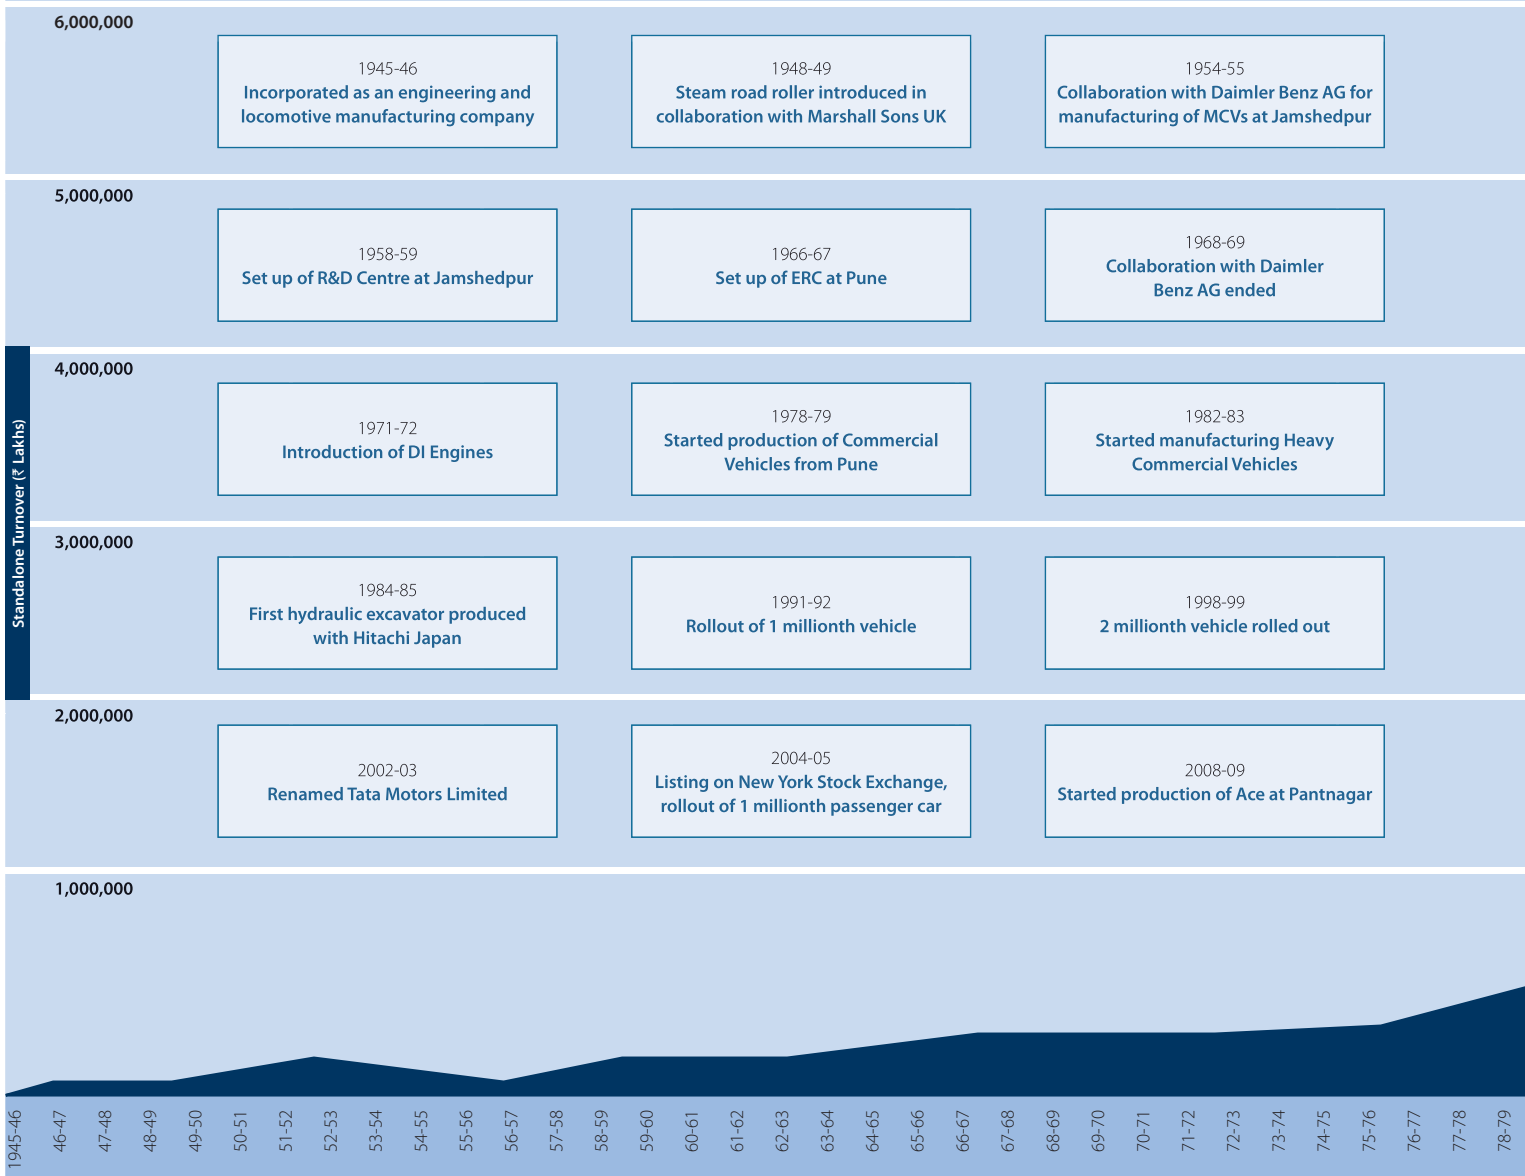 6,000,000
1945-46
Incorporated as an engineering and
locomotive manufacturing company
1948-49
Steam road roller introduced in
collaboration with Marshall Sons UK
1954-55
Collaboration with Daimler Benz AG for
manufacturing of MCVs at Jamshedpur
5,000,000
1958-59
Set up of R&D Centre at Jamshedpur
1966-67
Set up of ERC at Pune
1968-69
Collaboration with Daimler
Benz AG ended
Standalone Turnover (₹ Lakhs)
4,000,000
1971-72
Introduction of DI Engines
1978-79
Started production of Commercial
Vehicles from Pune
1982-83
Started manufacturing Heavy
Commercial Vehicles
3,000,000
1984-85
First hydraulic excavator produced
with Hitachi Japan
1991-92
Rollout of 1 millionth vehicle
1998-99
2 millionth vehicle rolled out
2,000,000
2002-03
Renamed Tata Motors Limited
2004-05
Listing on New York Stock Exchange,
rollout of 1 millionth passenger car
2008-09
Started production of Ace at Pantnagar
1,000,000
1945-46
46-47
47-48
48-49
49-50
50-51
51-52
52-53
53-54
54-55
55-56
56-57
57-58
58-59
59-60
60-61
61-62
62-63
63-64
64-65
65-66
66-67
67-68
68-69
69-70
70-71
71-72
72-73
73-74
74-75
75-76
76-77
77-78
78-79